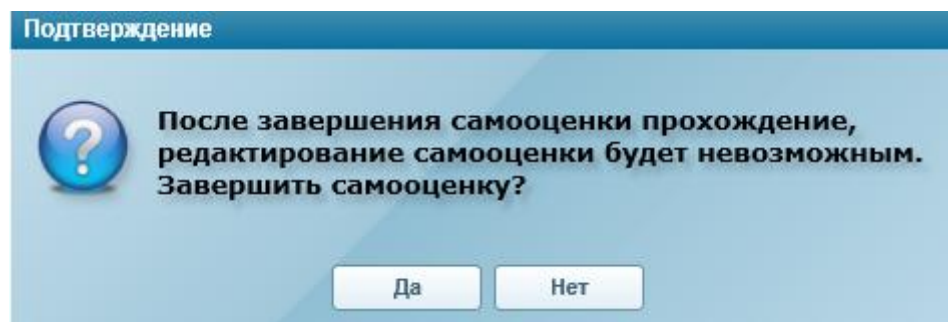 Подтверждение
После завершения самооценки прохождение,
редактирование самооценки будет невозможным.
Завершить самооценку?
Да Нет